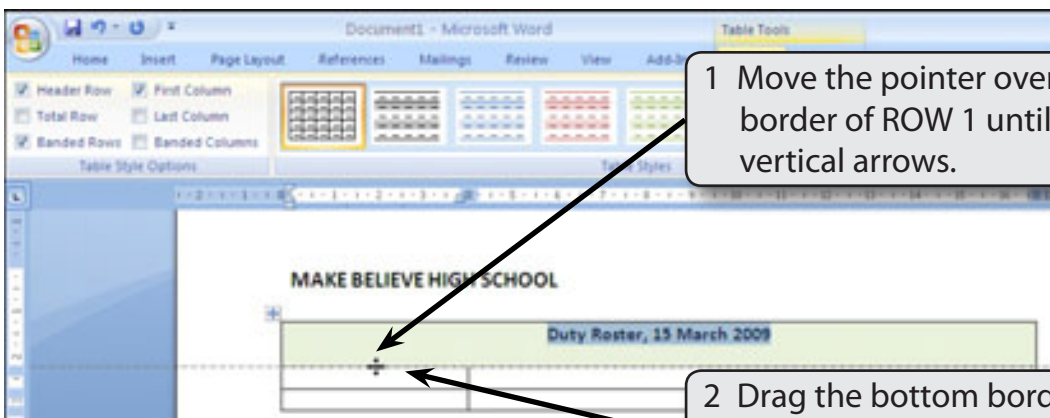 Document1 - Microsoft Word
Table Tools
Home Insert Page Layout References Mailings Review View
Header Row First Column
Total Row Last Column
Banded Rows Banded Columns
Table Style Options
Table Styles
1 Move the pointer over
border of ROW 1 until
vertical arrows.
MAKE BELIEVE HIGH SCHOOL
Duty Roster, 15 March 2009
2 Drag the bottom bord